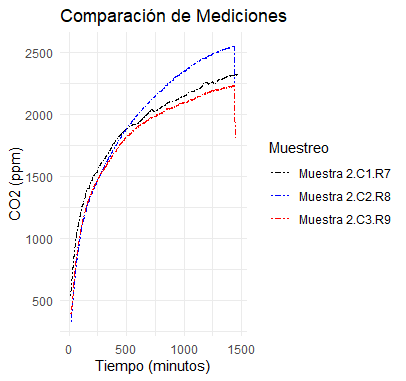 Comparación de Mediciones
CO2 (ppm)
2500
2000
1500
1000
500
0
500
1000
1500
Tiempo (minutos)
Muestreo
Muestra 2.C1.R7
Muestra 2.C2.R8
Muestra 2.C3.R9